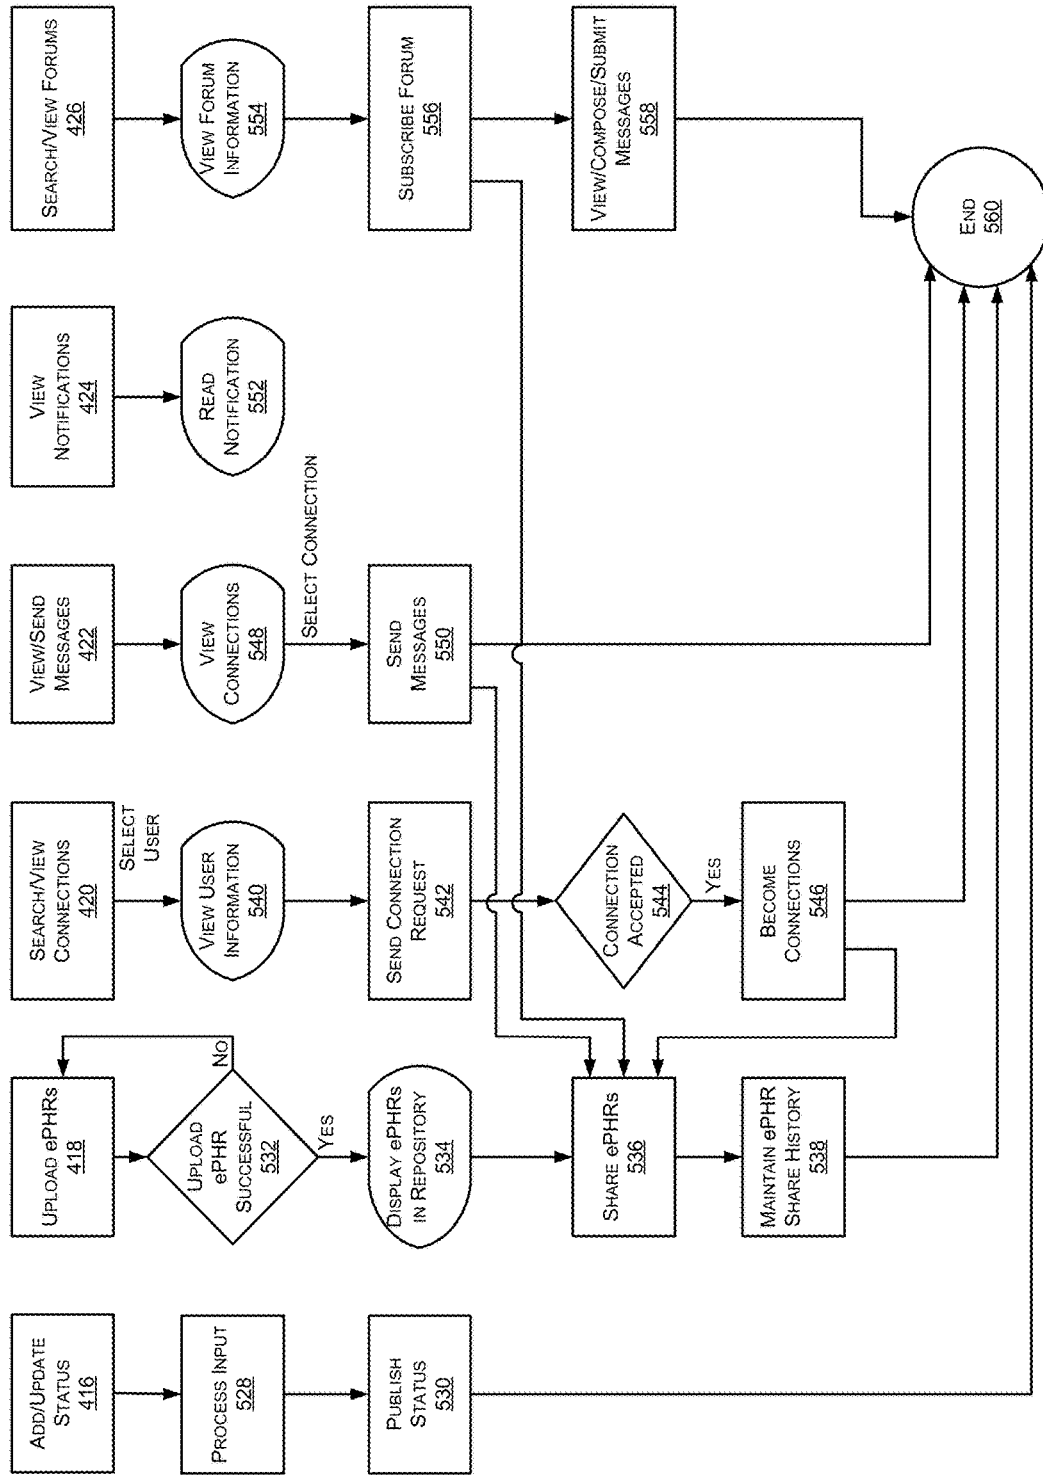 ADD/UPDATE
STATUS
416
PROCESS INPUT
528
PUBLISH
STATUS
530
UPLOAD ePHRs
418
UPLOAD
ePHR
SUCCESSFUL
532
NO
YES
DISPLAY ePHRs
IN REPOSITORY
534
SHARE ePHRs
536
MAINTAIN ePHR
SHARE HISTORY
538
SEARCH/VIEW
CONNECTIONS
420
SELECT
USER
VIEW USER
INFORMATION
540
SEND CONNECTION
REQUEST
542
CONNECTION
ACCEPTED
544
YES
BECOME
CONNECTIONS
546
VIEW/SEND
MESSAGES
422
VIEW
CONNECTIONS
548
SELECT CONNECTION
SEND
MESSAGES
550
VIEW
NOTIFICATIONS
424
READ
NOTIFICATION
552
SEARCH/VIEW FORUMS
426
VIEW FORUM
INFORMATION
554
SUBSCRIBE FORUM
556
VIEW/COMPOSE/SUBMIT
MESSAGES
558
END
560